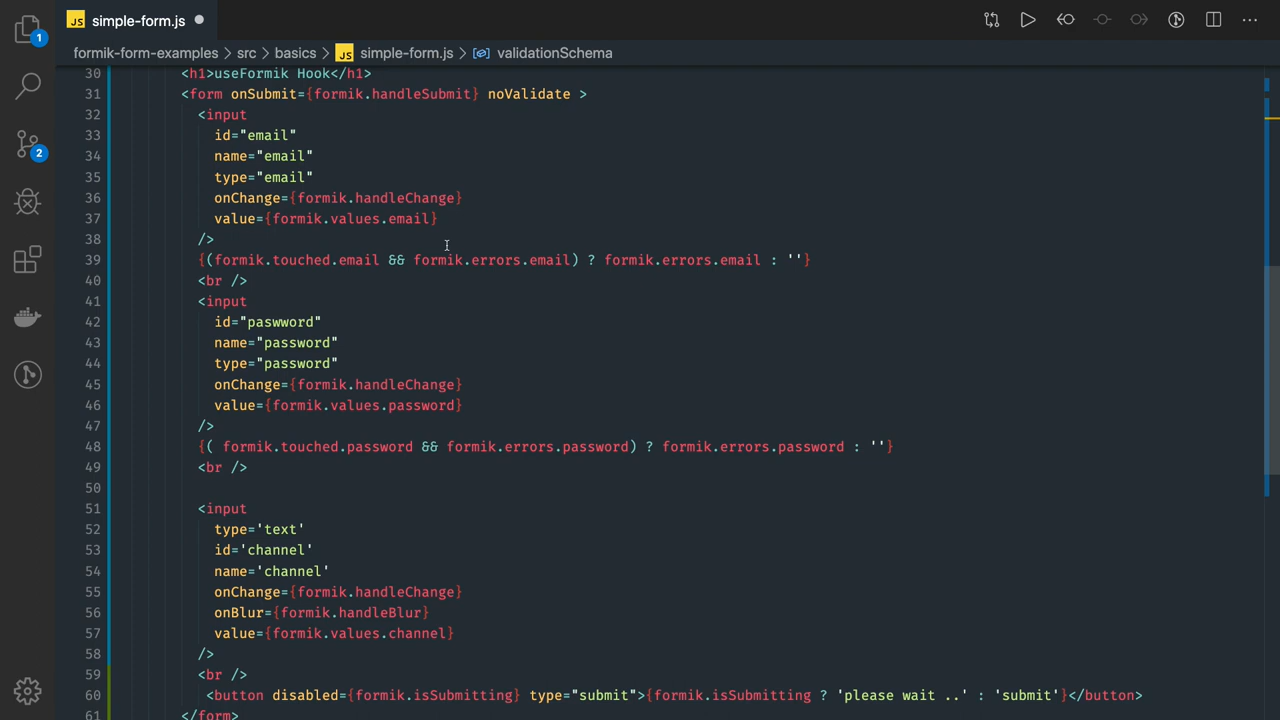 JS simple-form.js
formik-form-examples > src > basics > JS simple-form.js > validationSchema
1
2
30 <h1>useFormik Hook</h1>
31 <form onSubmit={formik.handleSubmit} noValidate >
32 <input
33 id="email"
34 name="email"
35 type="email"
36 onChange={formik.handleChange}
37 value={formik.values.email}
38 />
39 {(formik.touched.email && formik.errors.email) ? formik.errors.email : ''}
40 <br />
41 <input
42 id="paswword"
43 name="password"
44 type="password"
45 onChange={formik.handleChange}
46 value={formik.values.password}
47 />
48 {( formik.touched.password && formik.errors.password) ? formik.errors.password : ''}
49 <br />
50
51 <input
52 type='text'
53 id='channel'
54 name='channel'
55 onChange={formik.handleChange}
56 onBlur={formik.handleBlur}
57 value={formik.values.channel}
58 />
59 <br />
60 <button disabled={formik.isSubmitting} type="submit">{formik.isSubmitting ? 'please wait ..' : 'submit'}</button>
61 </form>